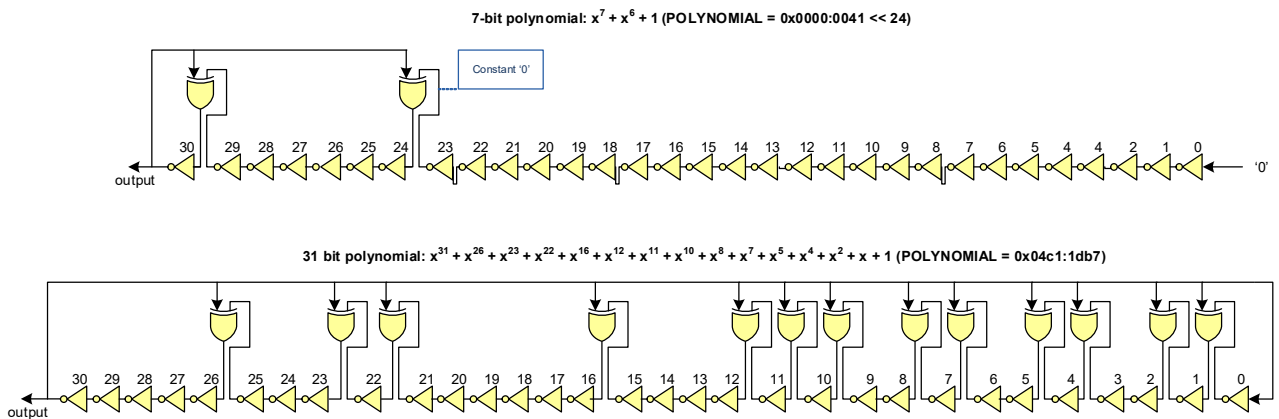 7-bit polynomial: x⁷ + x⁶ + 1 (POLYNOMIAL = 0x0000:0041 << 24)
Constant ‘0’
30 29 28 27 26 25 24 23 22 21 20 19 18 17 16 15 14 13 12 11 10 9 8 7 6 5 4 4 2 1 0
output ‘0’
31 bit polynomial: x³¹ + x²⁶ + x²³ + x²² + x¹⁶ + x¹² + x¹¹ + x¹⁰ + x⁸ + x⁷ + x⁵ + x⁴ + x² + x + 1 (POLYNOMIAL = 0x04c1:1db7)
30 29 28 27 26 25 24 23 22 21 20 19 18 17 16 15 14 13 12 11 10 9 8 7 6 5 4 3 2 1 0
output